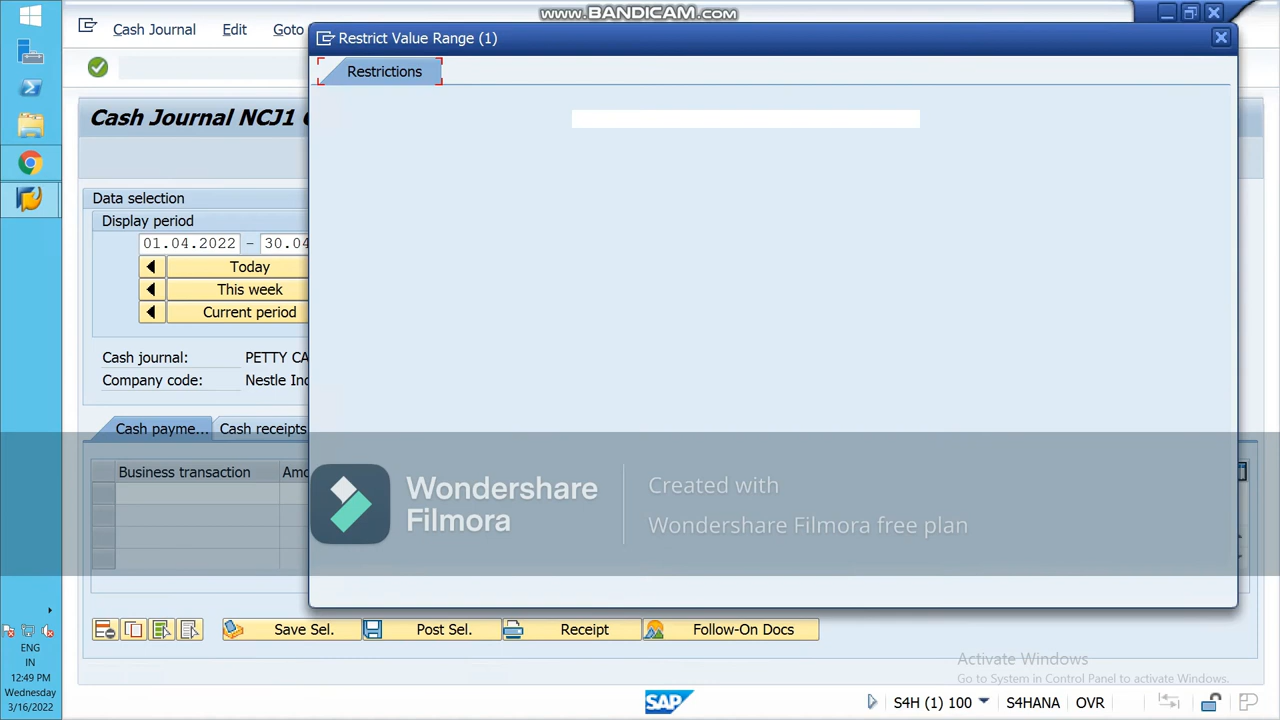 www.BANDICAM.com
Cash Journal Edit Goto
Restrict Value Range (1)
Restrictions
Cash Journal NCJ1
Data selection
Display period
01.04.2022 - 30.04
Today
This week
Current period
Cash journal: PETTY CA
Company code: Nestle Ind
Cash payme... Cash receipts
Business transaction Amo
Wondershare
Filmora
Created with
Wondershare Filmora free plan
Save Sel. Post Sel. Receipt Follow-On Docs
Activate Windows
Go to System in Control Panel to activate Windows.
ENG
IN
12:49 PM
Wednesday
3/16/2022
SAP
S4H (1) 100 S4HANA OVR